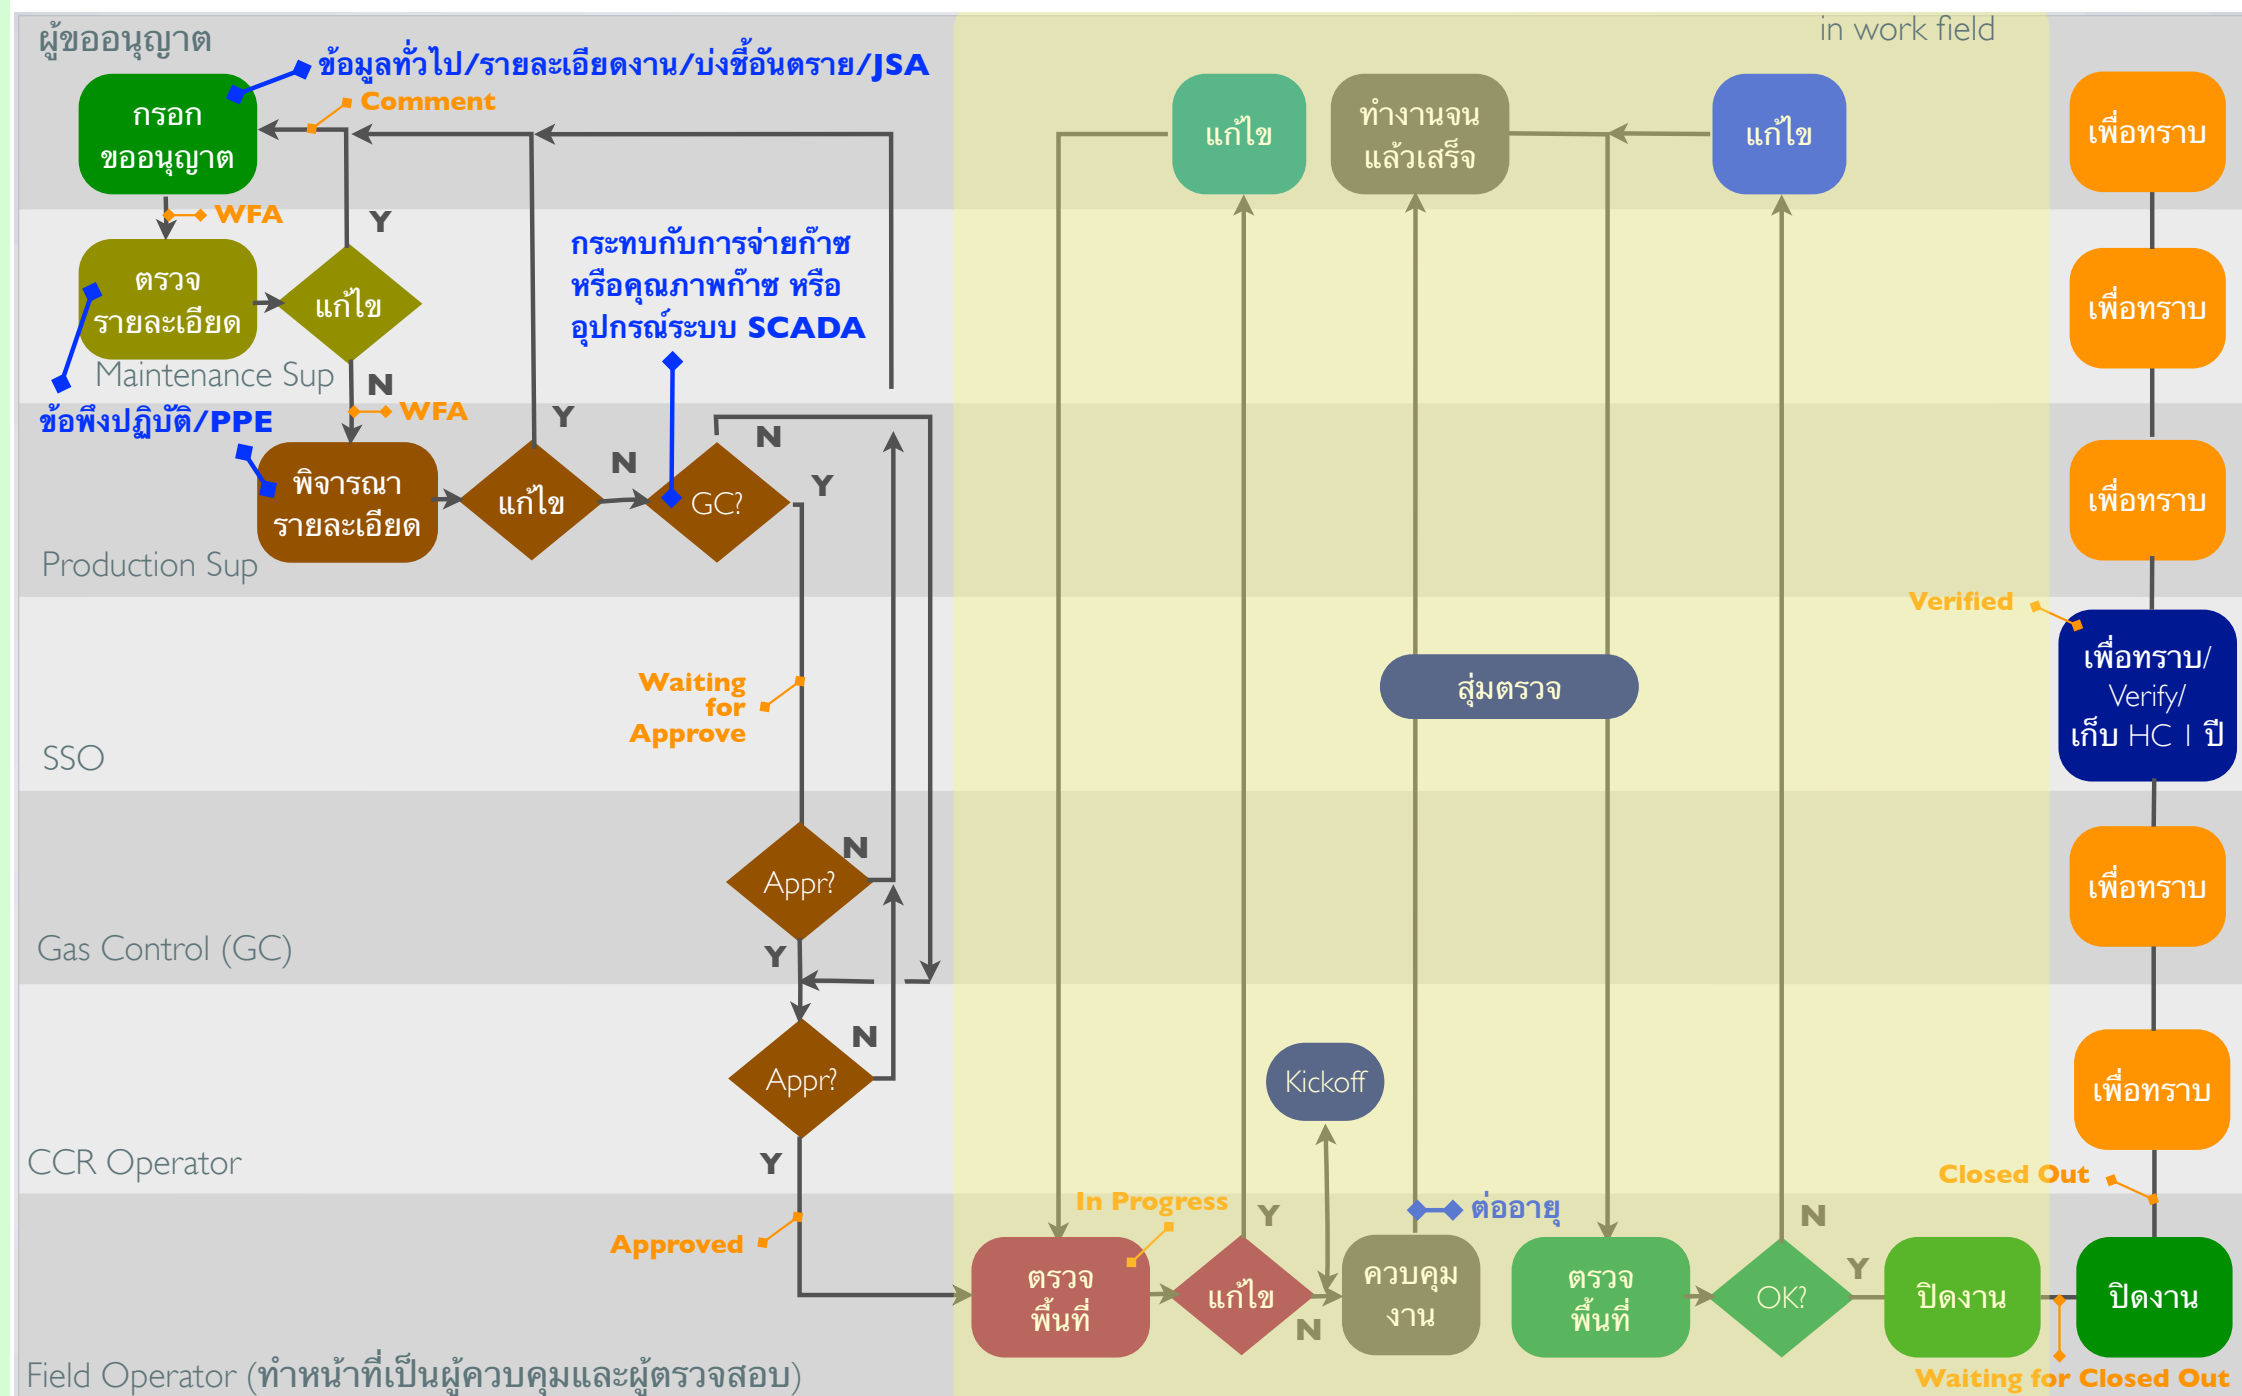 ผู้ขออนุญาต
in work field
ข้อมูลทั่วไป/รายละเอียดงาน/บ่งชี้อันตราย/JSA
Comment
กรอก
ขออนุญาต
แก้ไข
ทำงานจน
แล้วเสร็จ
แก้ไข
เพื่อทราบ
WFA
Y
ตรวจ
รายละเอียด
แก้ไข
กระทบกับการจ่ายก๊าซ
หรือคุณภาพก๊าซ หรือ
อุปกรณ์ระบบ SCADA
เพื่อทราบ
Maintenance Sup
N
WFA
ข้อพึงปฏิบัติ/PPE
Y
N
N
Y
พิจารณา
รายละเอียด
แก้ไข
GC?
เพื่อทราบ
Production Sup
Verified
Waiting
for
Approve
สุ่มตรวจ
เพื่อทราบ/
Verify/
เก็บ HC 1 ปี
SSO
Appr?
N
เพื่อทราบ
Gas Control (GC)
Y
Appr?
N
Kickoff
เพื่อทราบ
CCR Operator
Y
Closed Out
In Progress
Y
ต่ออายุ
N
Approved
ตรวจ
พื้นที่
แก้ไข
N
ควบคุม
งาน
ตรวจ
พื้นที่
OK?
Y
ปิดงาน
ปิดงาน
Field Operator (ทำหน้าที่เป็นผู้ควบคุมและผู้ตรวจสอบ)
Waiting for Closed Out